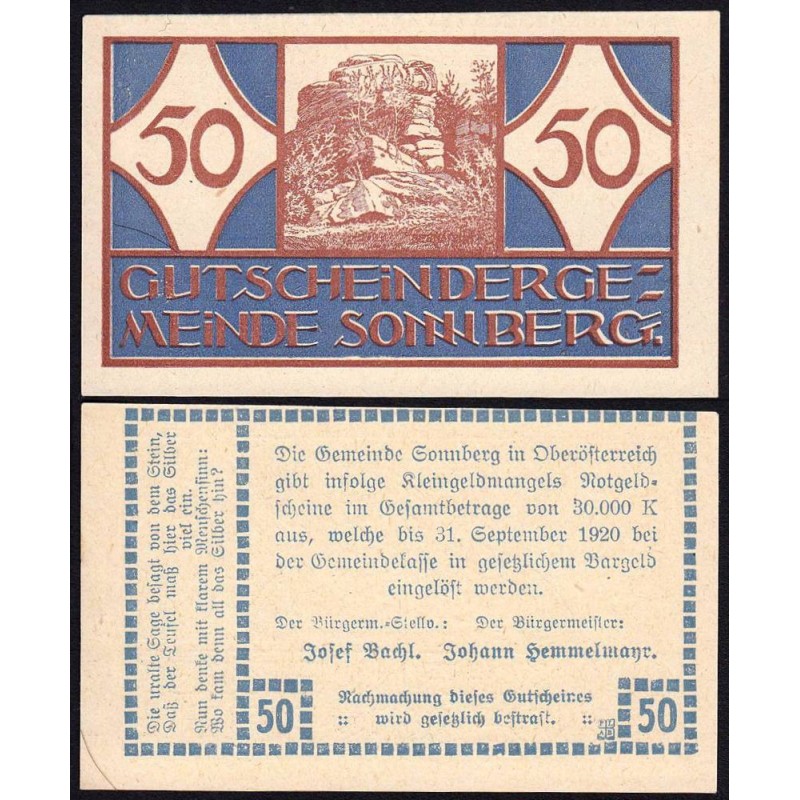 50
50
GUTSCHEIN DER GE=
MEINDE SONNBERG.
Die uralte Sage besagt von dem Stein,
Daß der Teufel maß hier das Silber
viel ein.
Nun denke mit klarem Menschensinn:
Wo kam denn all das Silber hin?
Die Gemeinde Sonnberg in Oberösterreich
gibt infolge Kleingeldmangels Notgeld=
scheine im Gesamtbetrage von 30.000 K
aus, welche bis 31. September 1920 bei
der Gemeindekasse in gesetzlichem Bargeld
eingelöst werden.
Der Bürgerm.=Stellv.: Der Bürgermeister:
Josef Bachl. Johann Hemmelmayr.
50
Nachmachung dieses Gutscheines
:: wird gesetzlich bestraft. ::
50